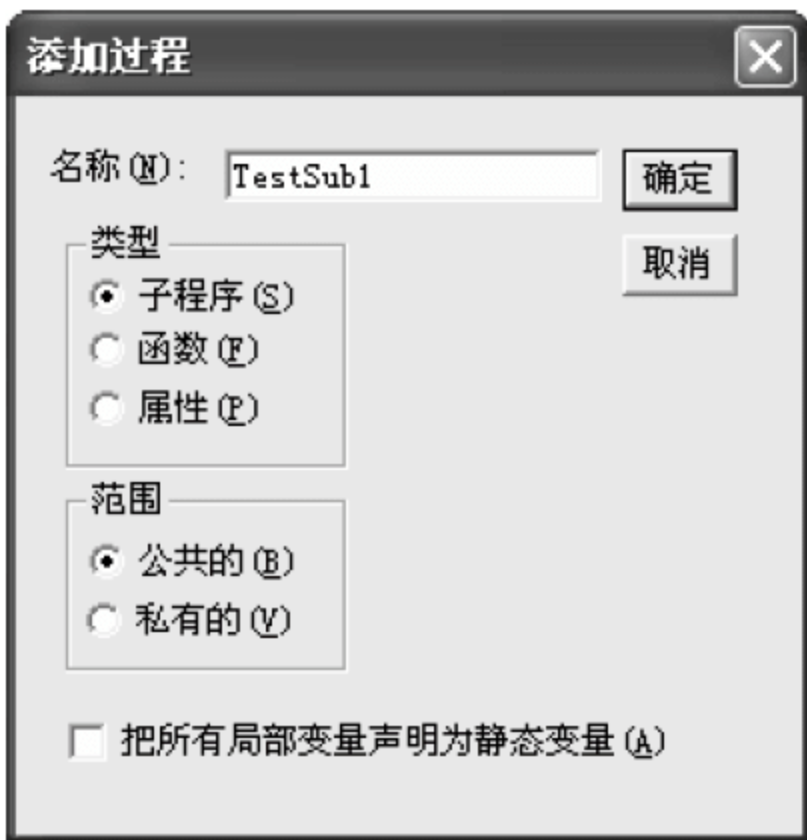 添加过程
名称(N): TestSub1 确定
取消
类型
子程序(S)
函数(F)
属性(P)
范围
公共的(B)
私有的(V)
把所有局部变量声明为静态变量(A)